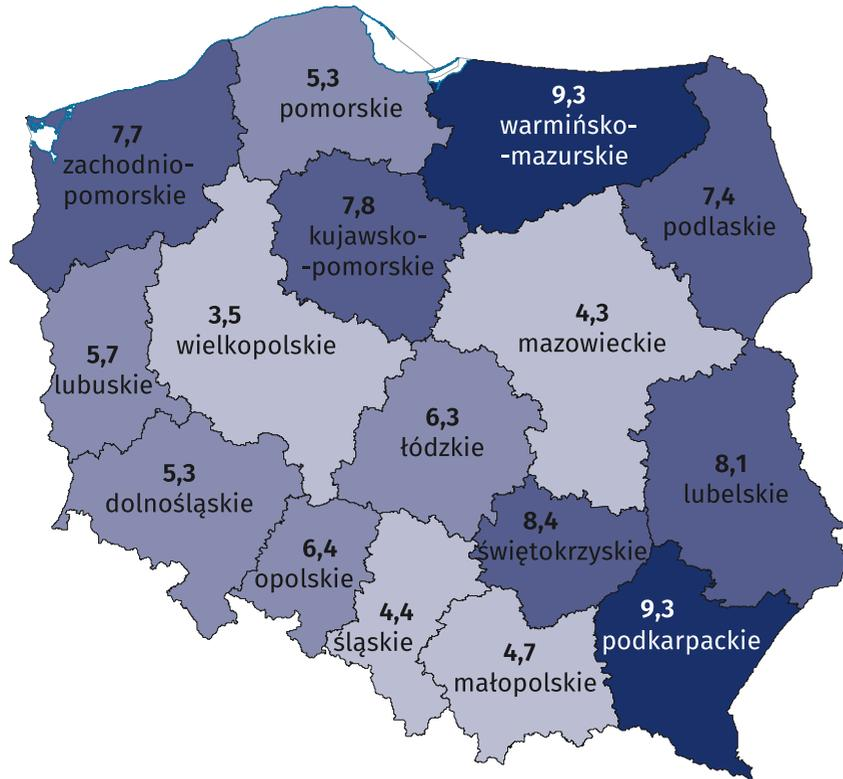 5,3
pomorskie
9,3
warmińsko-
-mazurskie
7,7
zachodnio-
pomorskie
7,8
kujawsko-
-pomorskie
7,4
podlaskie
3,5
wielkopolskie
4,3
mazowieckie
5,7
lubuskie
6,3
łódzkie
5,3
dolnośląskie
8,1
lubelskie
8,4
świętokrzyskie
6,4
opolskie
4,4
śląskie
9,3
podkarpackie
4,7
małopolskie